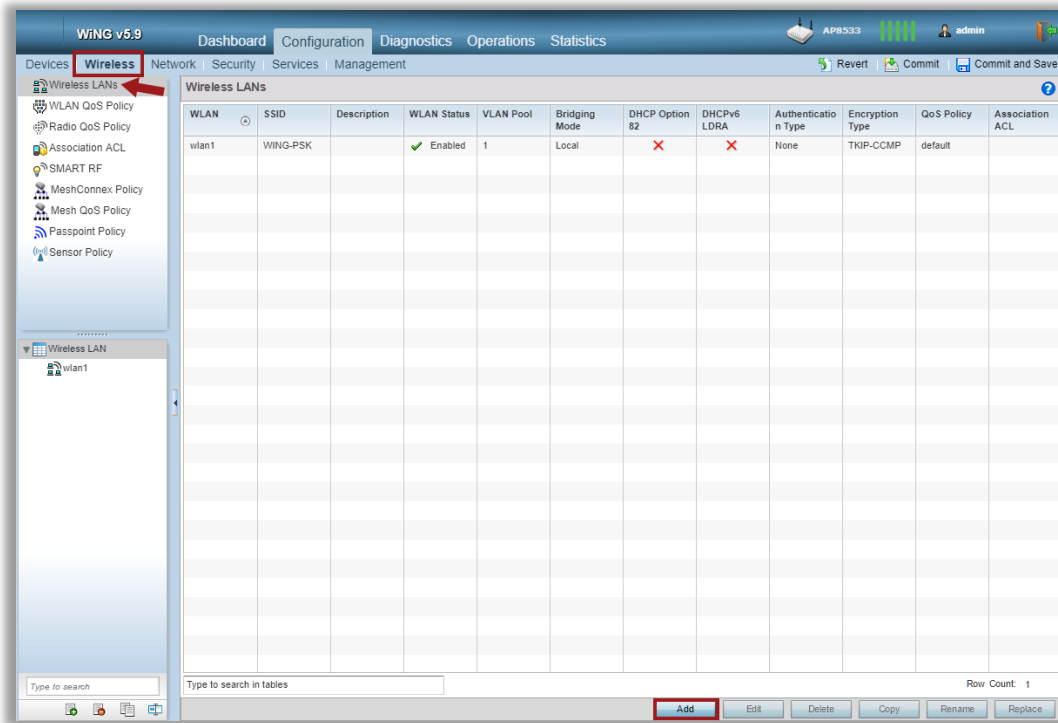 WiNG v5.9
Dashboard Configuration Diagnostics Operations Statistics
AP8533
admin
Devices Wireless Network Security Services Management
Revert Commit Commit and Save
Wireless LANs
WLAN QoS Policy
Radio QoS Policy
Association ACL
SMART RF
MeshConnex Policy
Mesh QoS Policy
Passpoint Policy
Sensor Policy
Wireless LAN
wlan1
Type to search
Wireless LANs
?
WLAN SSID Description WLAN Status VLAN Pool Bridging Mode DHCP Option 82 DHCPv6 LDRA Authenticatio n Type Encryption Type QoS Policy Association ACL
wlan1 WING-PSK Enabled 1 Local None TKIP-CCMP default
Type to search in tables
Row Count: 1
Add Edit Delete Copy Rename Replace